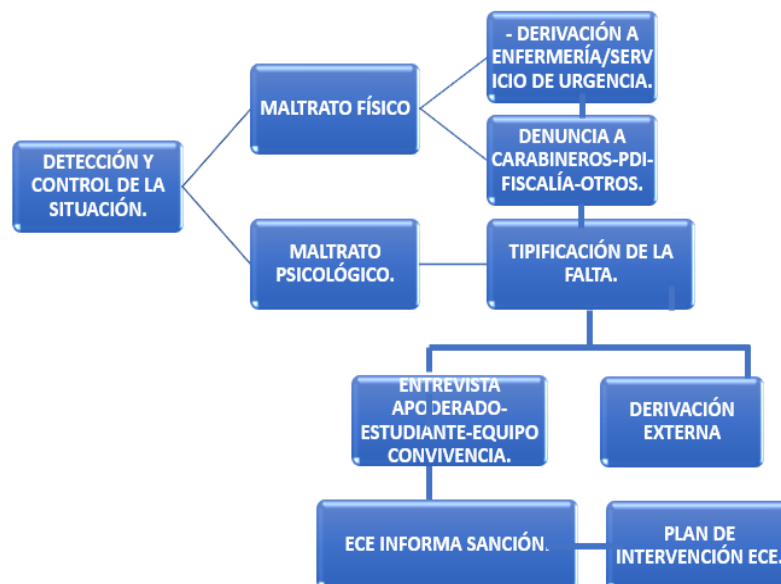 - DERIVACIÓN A
ENFERMERÍA/SERV
ICIO DE URGENCIA.
MALTRATO FÍSICO
DENUNCIA A
CARABINEROS-PDI-
FISCALÍA-OTROS.
DETECCIÓN Y
CONTROL DE LA
SITUACIÓN.
MALTRATO
PSICOLÓGICO.
TIPIFICACIÓN DE LA
FALTA.
ENTREVISTA
APODERADO-
ESTUDIANTE-EQUIPO
CONVIVENCIA.
DERIVACIÓN
EXTERNA
ECE INFORMA SANCIÓN.
PLAN DE
INTERVENCIÓN ECE.